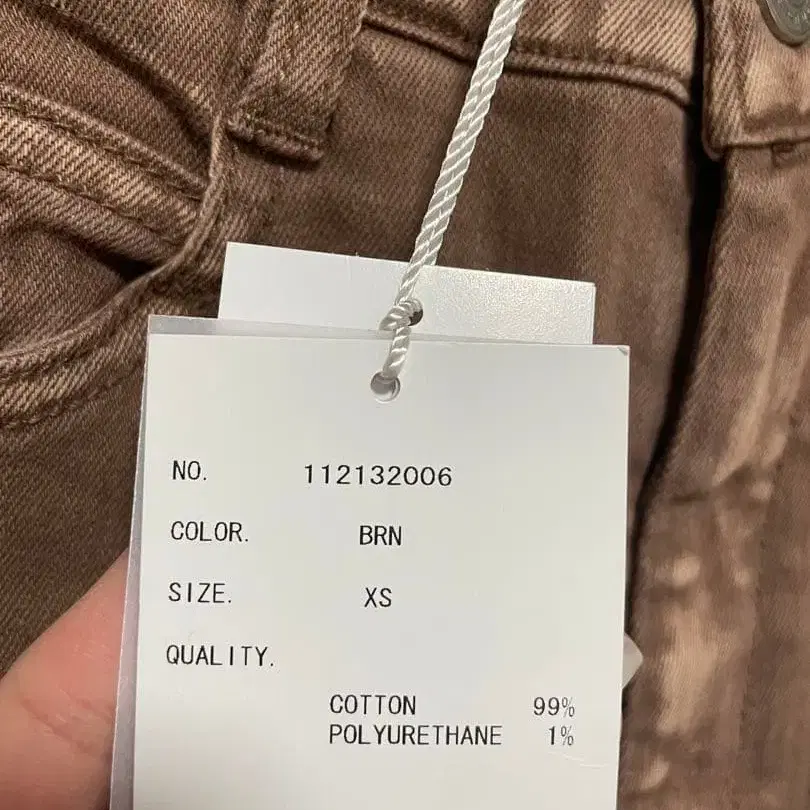 NO. 112132006
COLOR. BRN
SIZE. XS
QUALITY.
COTTON 99%
POLYURETHANE 1%